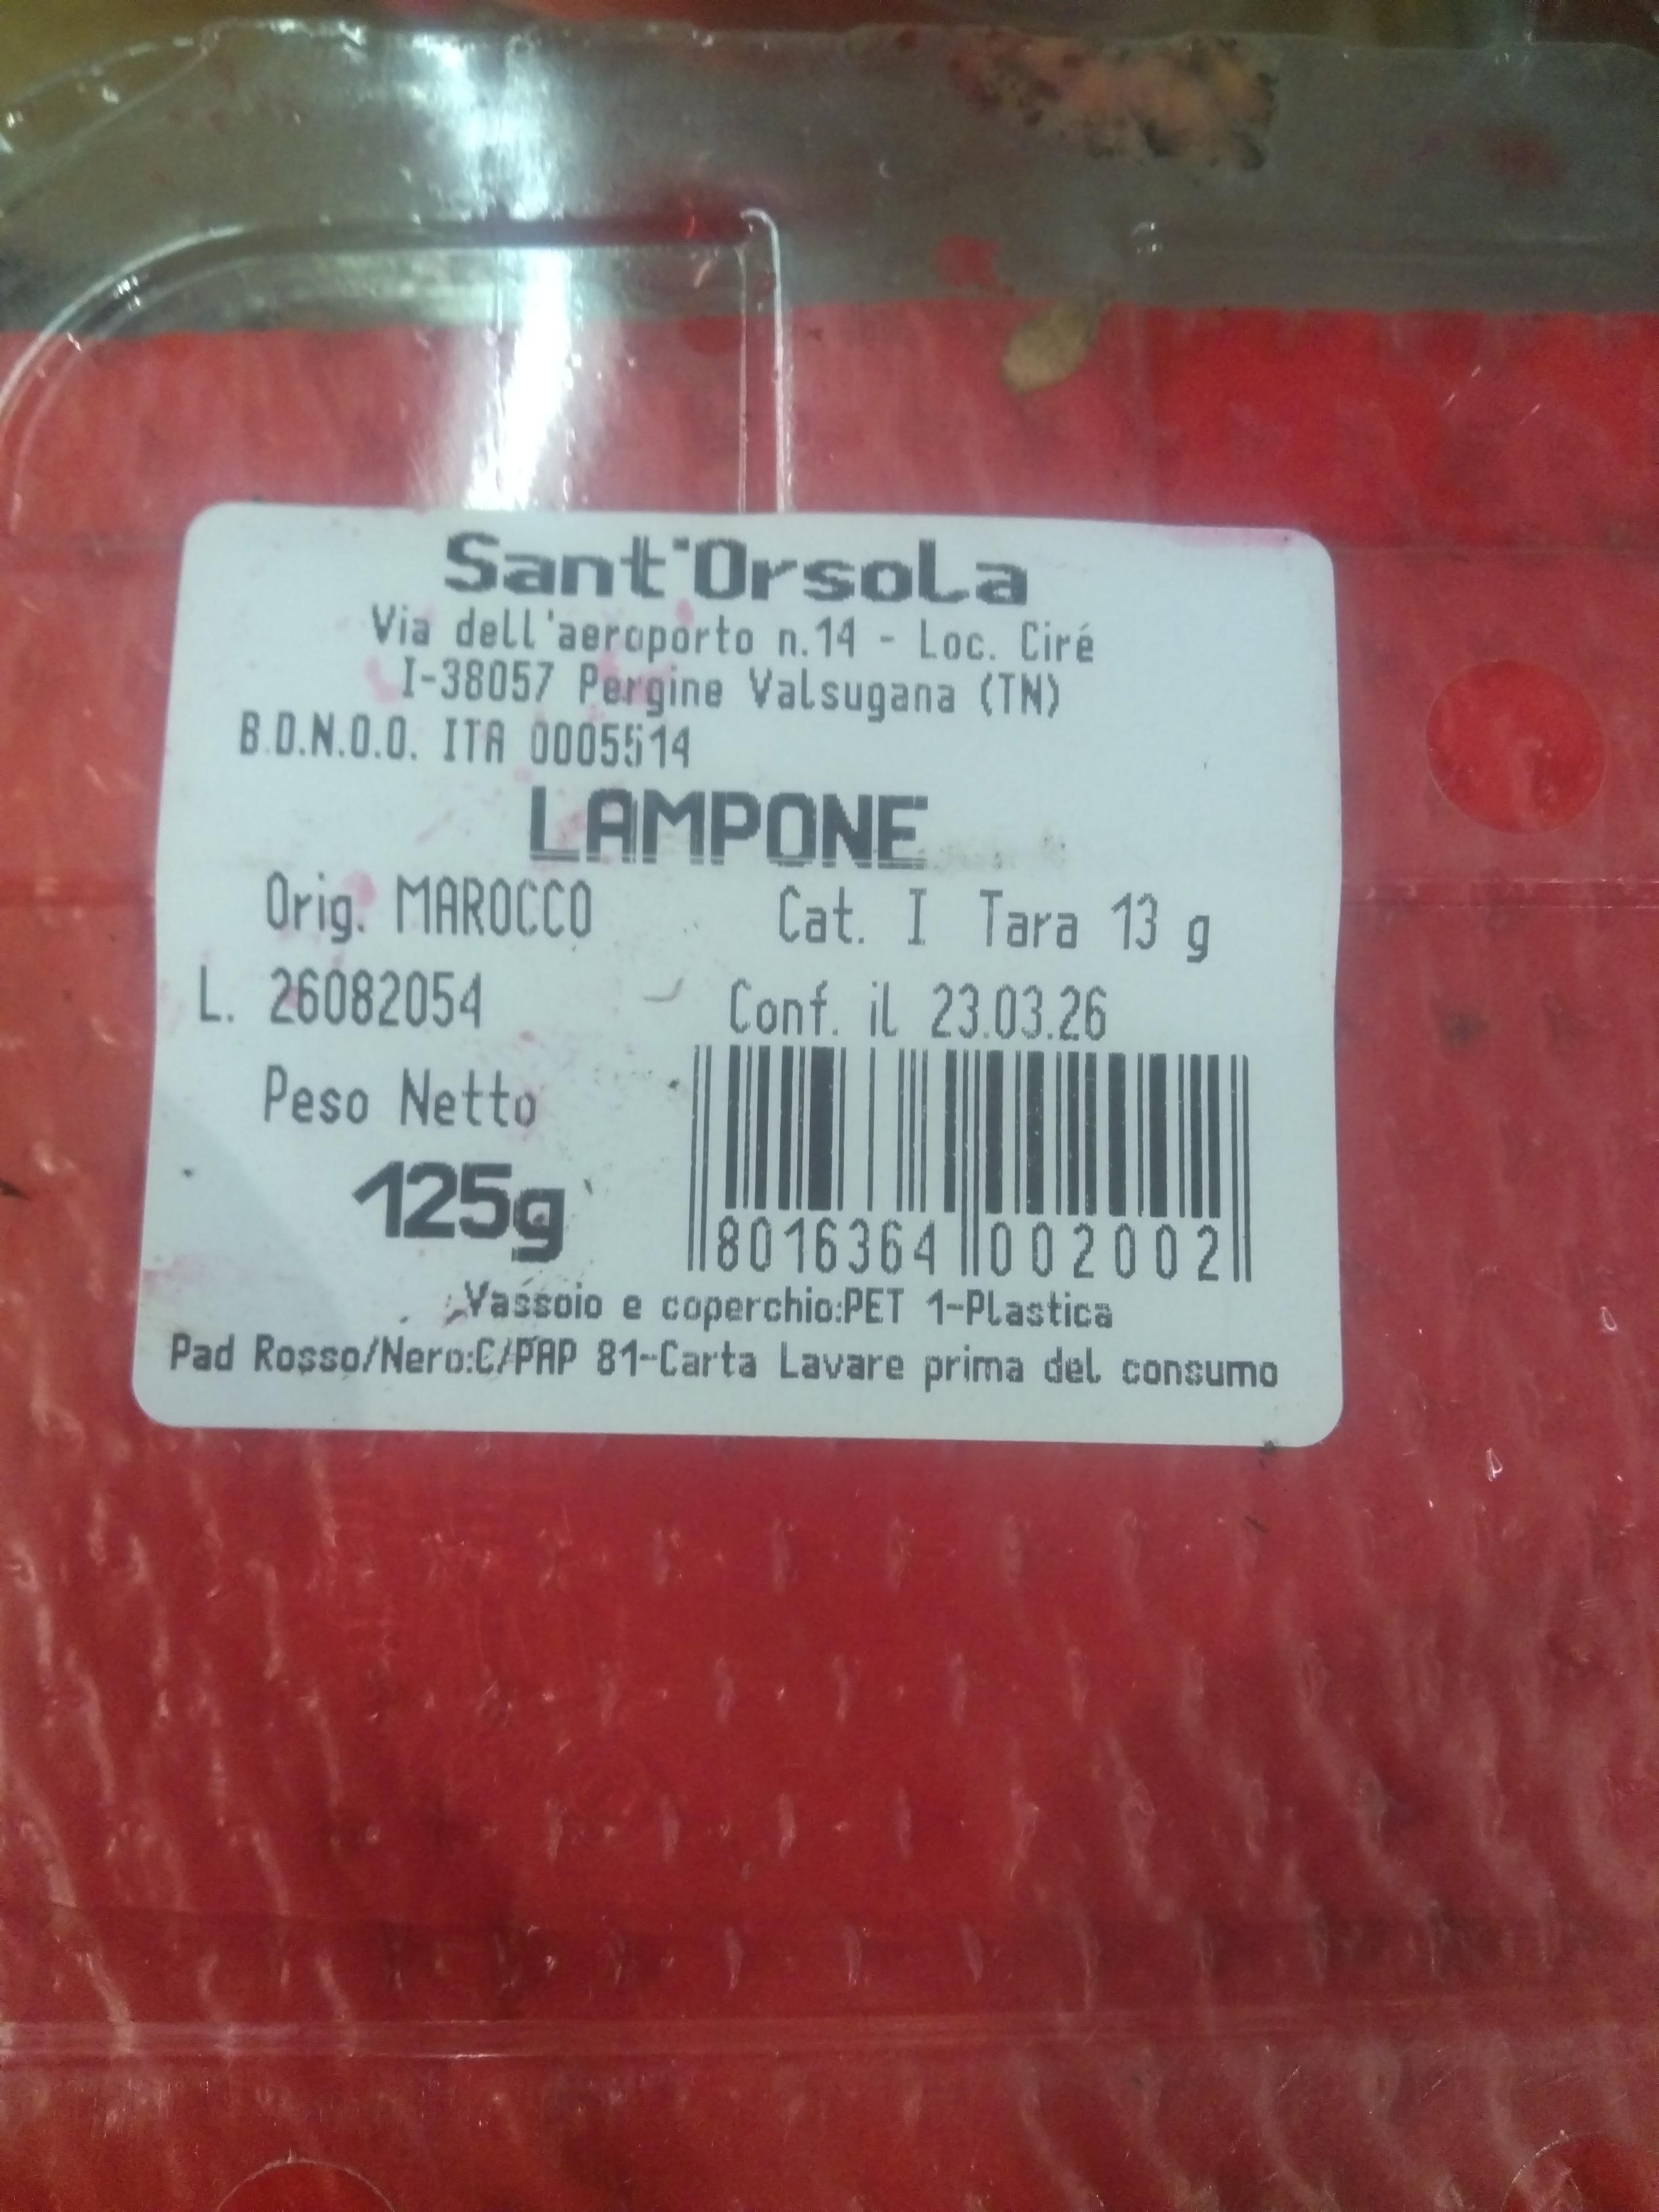 Sant'Orsola
Via dell'aeroporto n.14 - Loc. Ciré
I-38057 Pergine Valsugana (TN)
B.D.N.O.O. ITA 0005514
LAMPONE
Orig. MAROCCO Cat. I Tara 13 g
L. 26082054 Conf. il 23.03.26
Peso Netto
125g
8016364 002002
Vassoio e coperchio:PET 1-Plastica
Pad Rosso/Nero:C/PAP 81-Carta Lavare prima del consumo